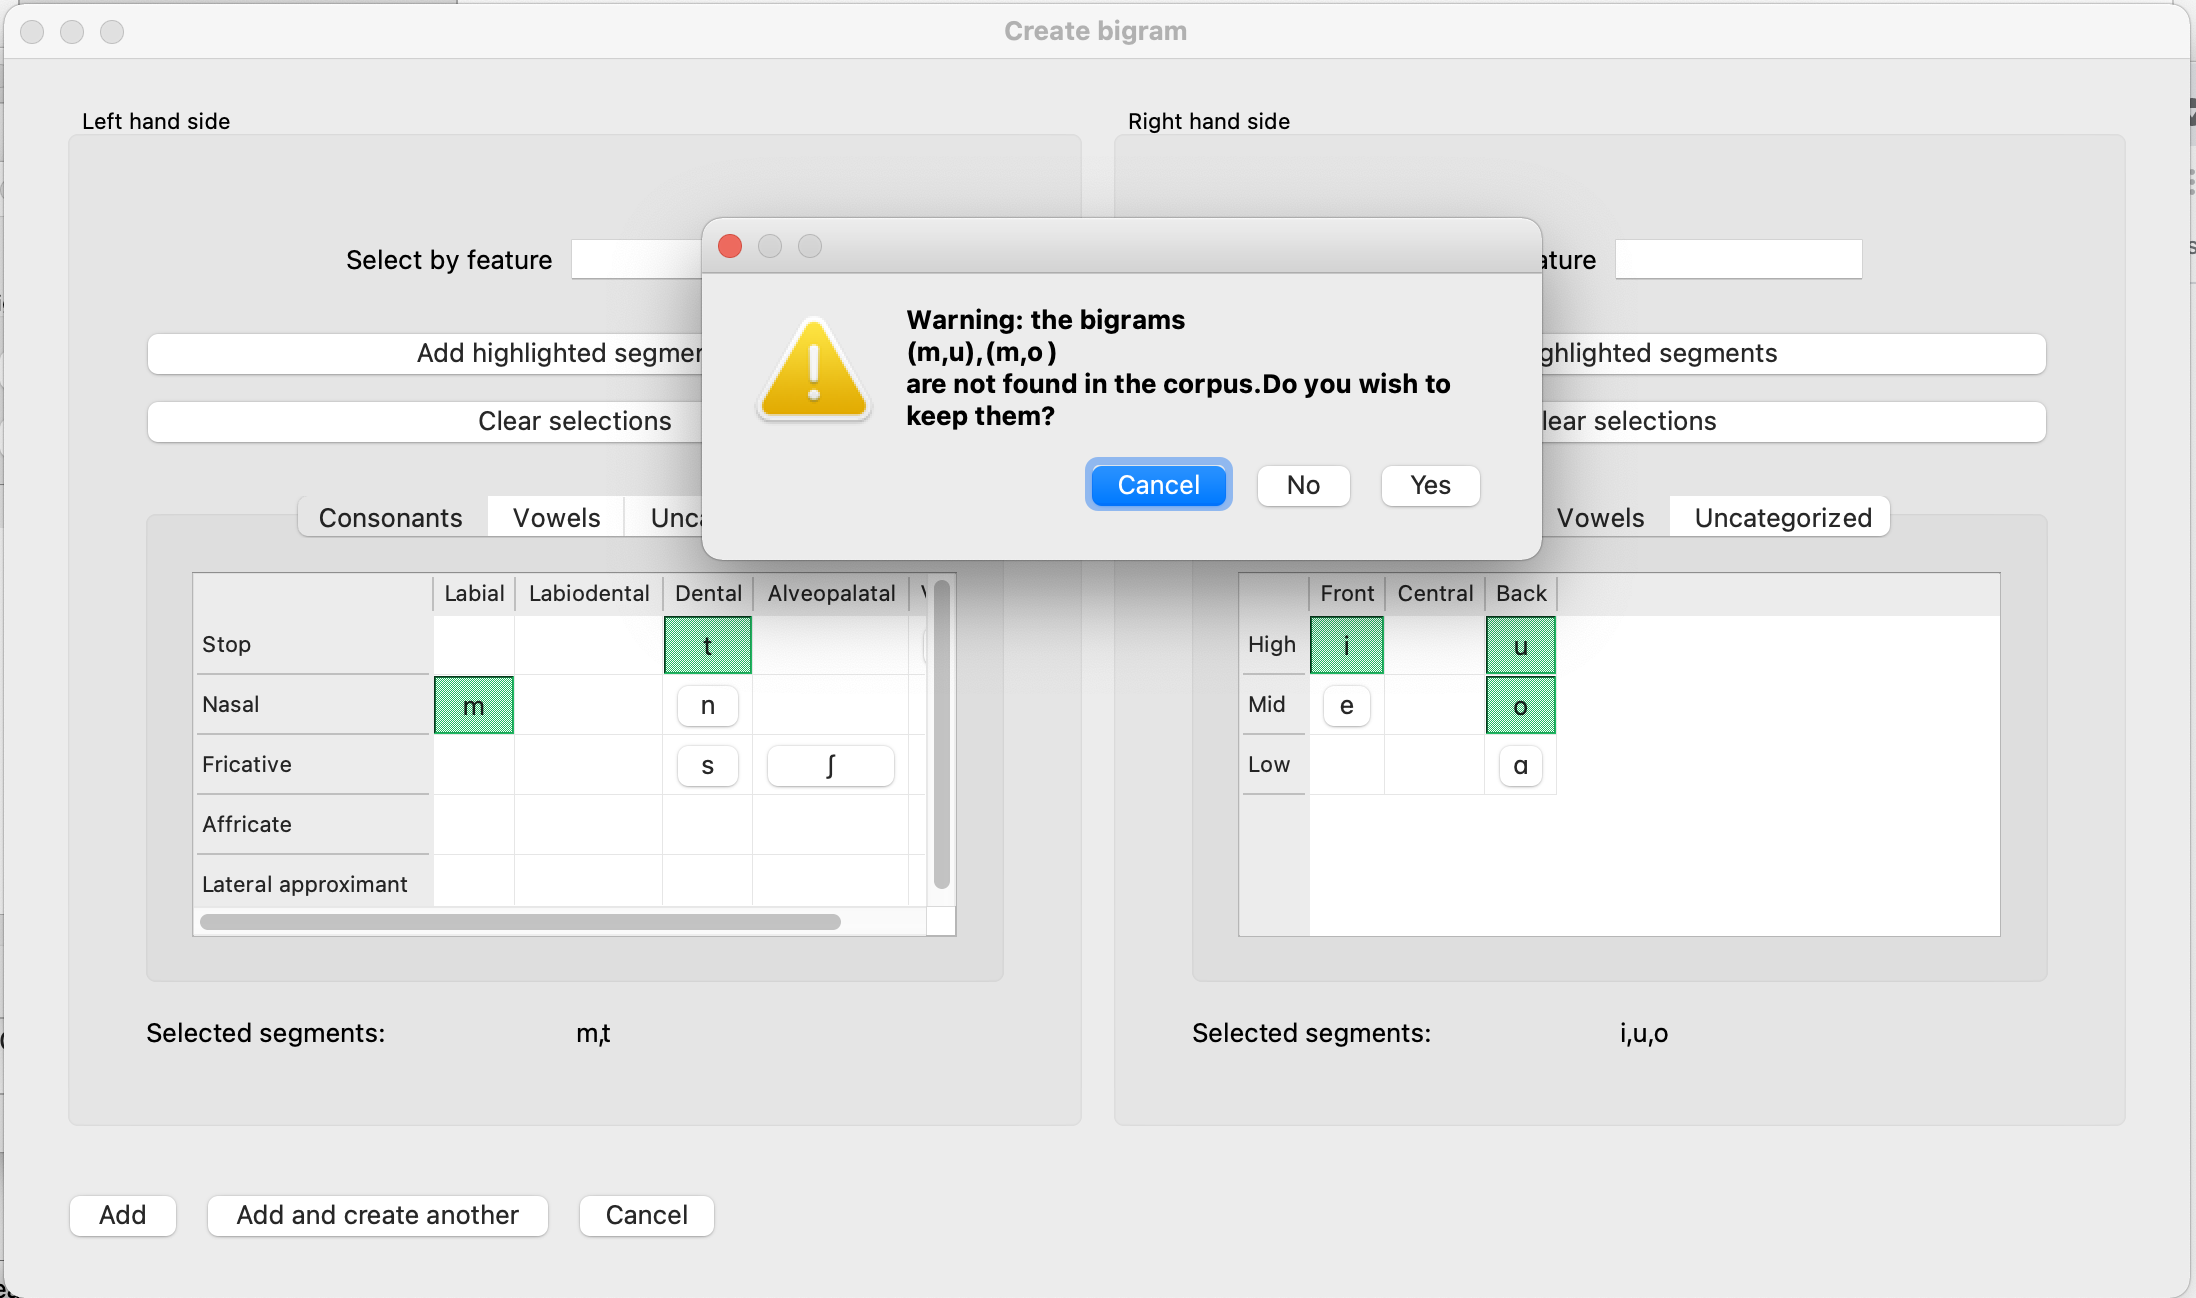 Create bigram
Left hand side
Right hand side
Select by feature
ature
Warning: the bigrams
(m,u),(m,o )
are not found in the corpus.Do you wish to
keep them?
Cancel
No
Yes
Add highlighted segmen
ghlighted segments
Clear selections
lear selections
Consonants
Vowels
Unca
Vowels
Uncategorized
Labial
Labiodental
Dental
Alveopalatal
Front
Central
Back
Stop
t
High
i
u
Nasal
m
n
Mid
e
o
Fricative
s
ʃ
Low
ɑ
Affricate
Lateral approximant
Selected segments:
m,t
Selected segments:
i,u,o
Add
Add and create another
Cancel